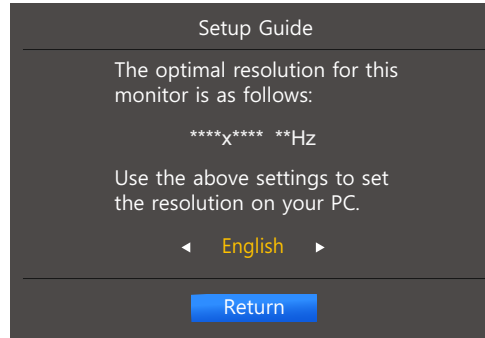 Setup Guide
The optimal resolution for this
monitor is as follows:
****x**** **Hz
Use the above settings to set
the resolution on your PC.
English
Return